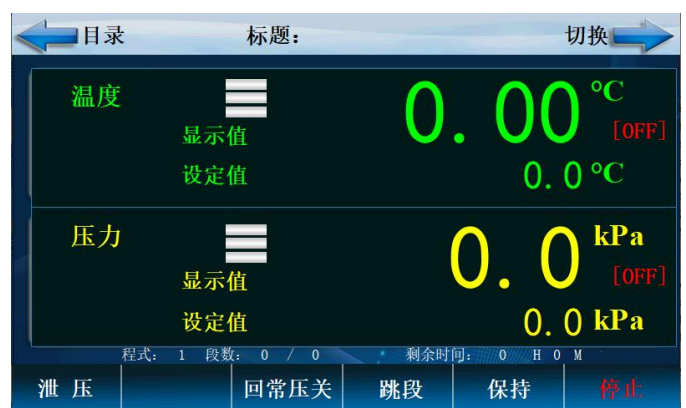 目录 标题： 切换
温度 0.00 °C
显示值 [OFF]
设定值 0.0 °C
压力 0.0 kPa
显示值 [OFF]
设定值 0.0 kPa
程式： 1 段数： 0 / 0 剩余时间： 0 H 0 M
泄 压 回常压关 跳段 保持 停止